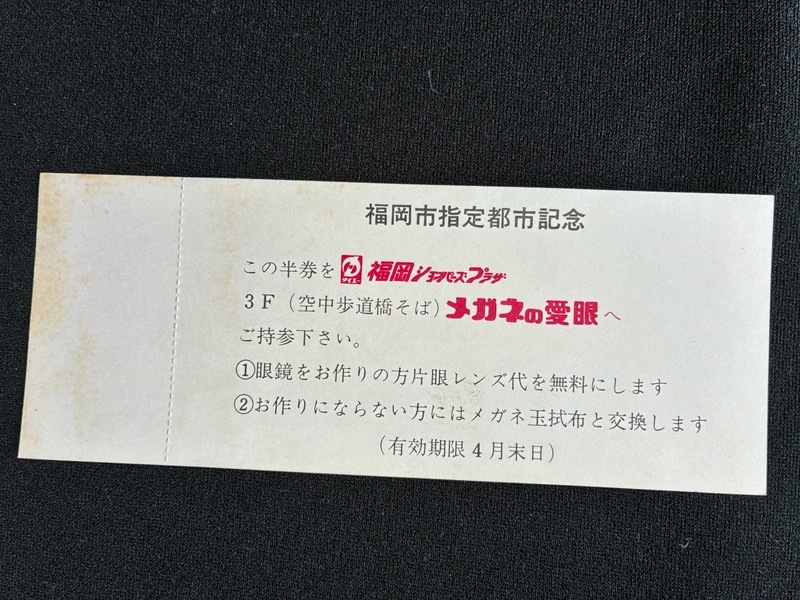 福岡市指定都市記念
この半券を ダイエー 福岡ショッパーズプラザ
3F（空中歩道橋そば）メガネの愛眼へ
ご持参下さい。
①眼鏡をお作りの方片眼レンズ代を無料にします
②お作りにならない方にはメガネ玉拭布と交換します
（有効期限4月末日）